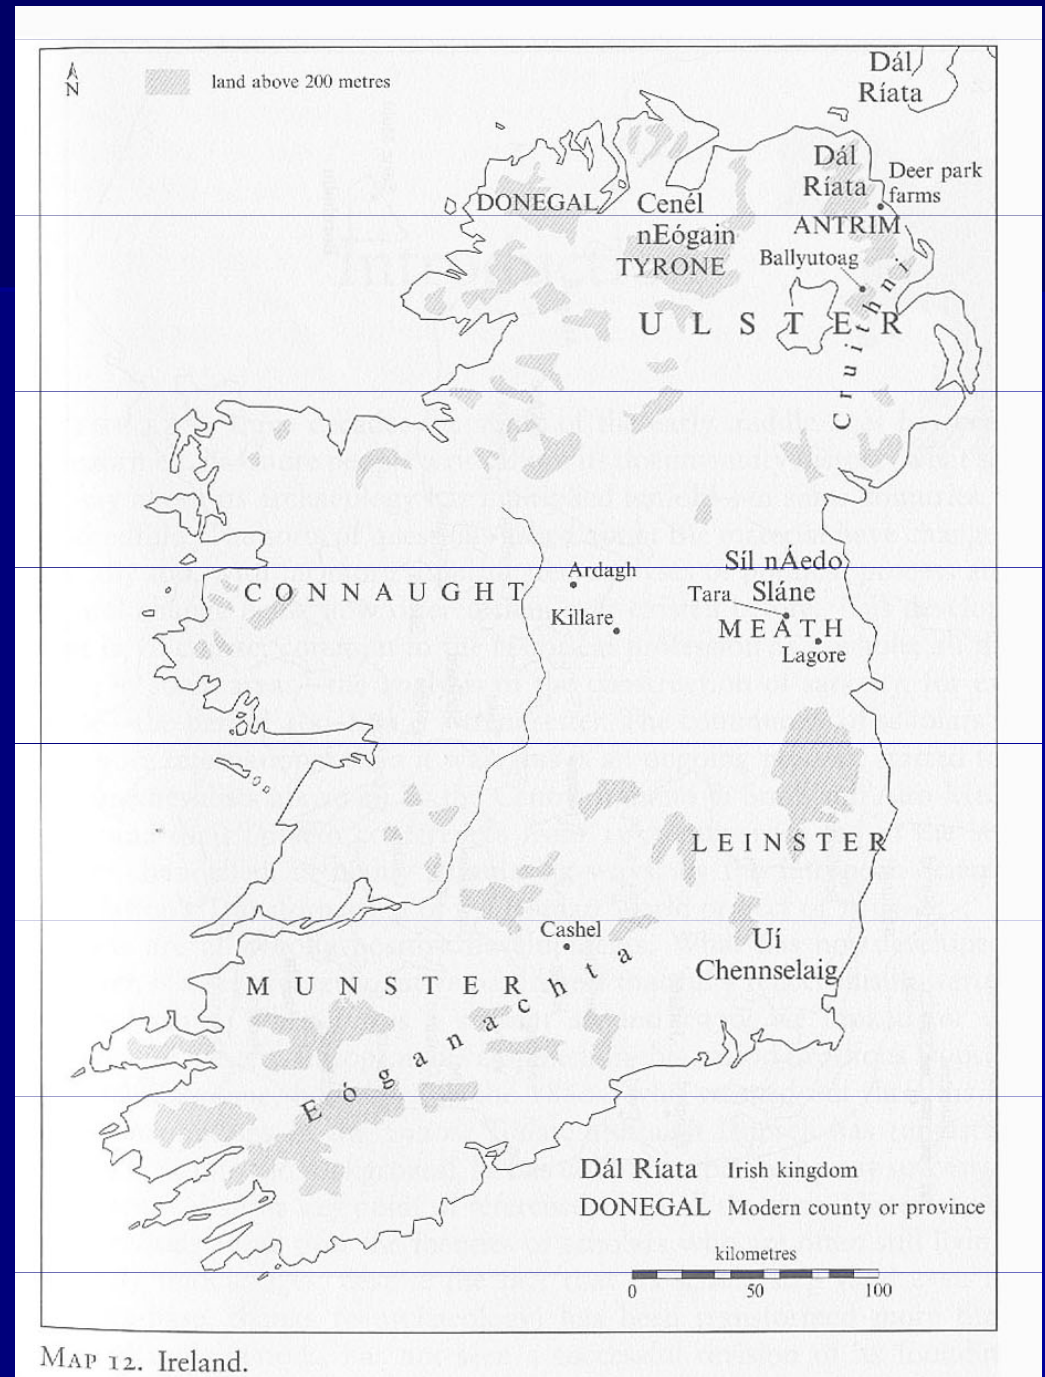 N
land above 200 metres
Dál
Ríata
Dál
Ríata
Deer park
farms
DONEGAL
Cenél
nEógain
TYRONE
ANTRIM
Ballyutoag
Cruithni
ULSTER
CONNAUGHT
Ardagh
Killare
Síl nÁedo
Sláne
Tara
MEATH
Lagore
LEINSTER
Cashel
Uí
Chennselaig
MUNSTER
Eóganachta
Dál Ríata Irish kingdom
DONEGAL Modern county or province
kilometres
0 50 100
MAP 12. Ireland.